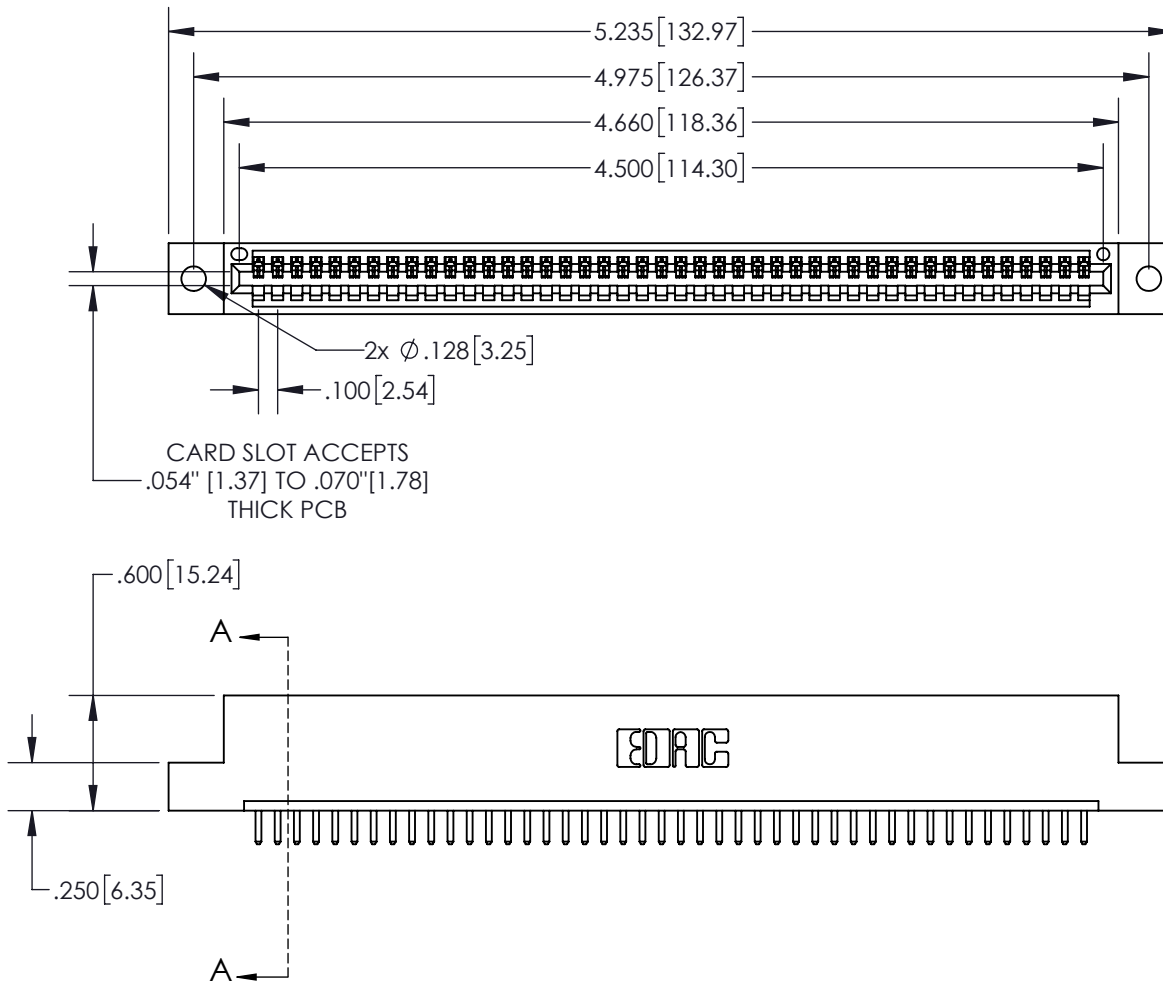 5.235[132.97]
4.975[126.37]
4.660[118.36]
4.500[114.30]
2x Ø.128[3.25]
.100[2.54]
CARD SLOT ACCEPTS
.054" [1.37] TO .070"[1.78]
THICK PCB
.600[15.24]
A
EDAC
.250[6.35]
A